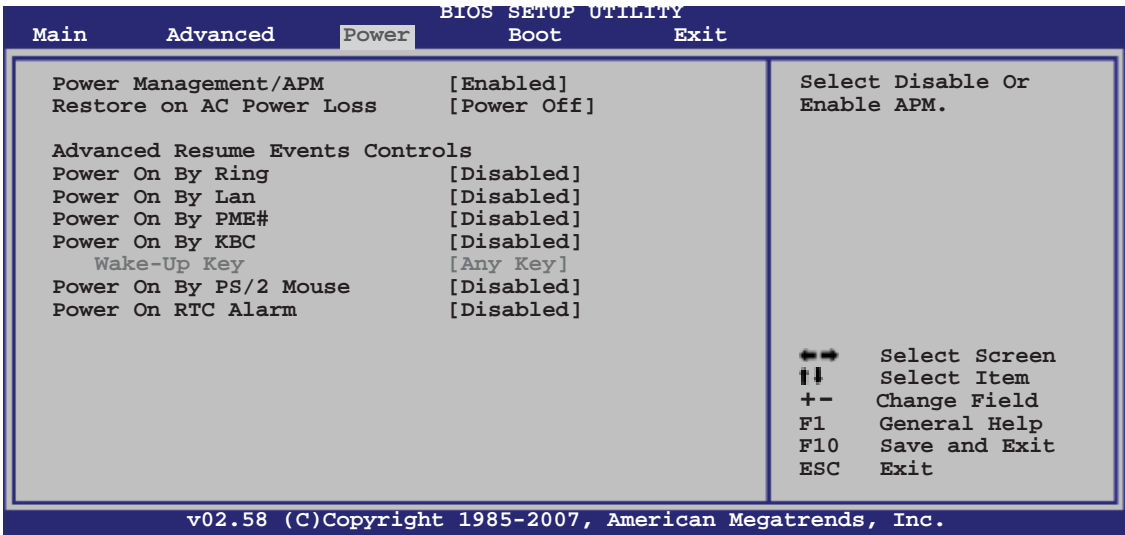 BIOS SETUP UTILITY
Main Advanced Power Boot Exit
Power Management/APM [Enabled]
Restore on AC Power Loss [Power Off]
Advanced Resume Events Controls
Power On By Ring [Disabled]
Power On By Lan [Disabled]
Power On By PME# [Disabled]
Power On By KBC [Disabled]
Wake-Up Key [Any Key]
Power On By PS/2 Mouse [Disabled]
Power On RTC Alarm [Disabled]
Select Disable Or
Enable APM.
←→ Select Screen
↑↓ Select Item
+- Change Field
F1 General Help
F10 Save and Exit
ESC Exit
v02.58 (C)Copyright 1985-2007, American Megatrends, Inc.